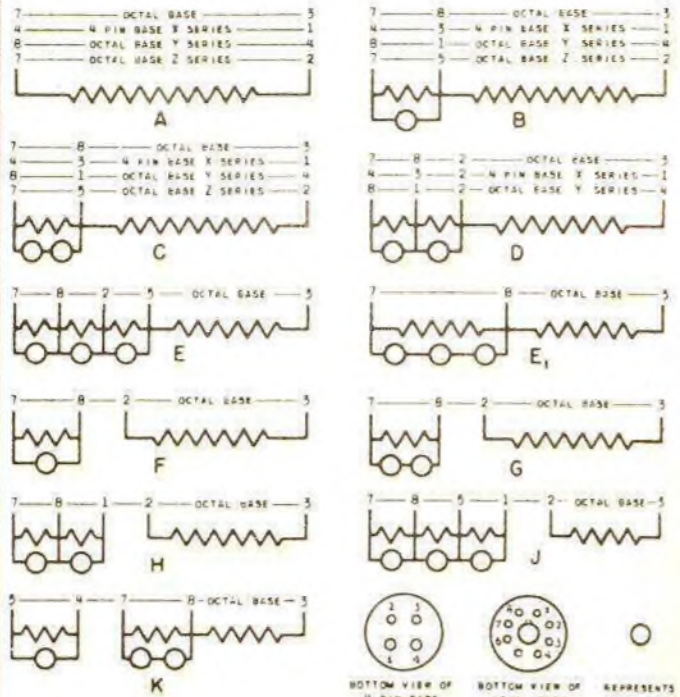 7 OCTAL BASE 3
4 4 PIN BASE X SERIES 1
8 OCTAL BASE Y SERIES 4
7 OCTAL BASE Z SERIES 2
A
7 8 OCTAL BASE 3
4 3 4 PIN BASE X SERIES 1
8 1 OCTAL BASE Y SERIES 4
7 5 OCTAL BASE Z SERIES 2
B
7 8 OCTAL BASE 3
4 3 4 PIN BASE X SERIES 1
8 1 OCTAL BASE Y SERIES 4
7 5 OCTAL BASE Z SERIES 2
C
7 8 2 OCTAL BASE 3
4 3 2 4 PIN BASE X SERIES 1
8 1 2 OCTAL BASE Y SERIES 4
D
7 8 2 5 OCTAL BASE 3
E
7 8 OCTAL BASE 3
E1
7 8 2 OCTAL BASE 3
F
7 8 2 OCTAL BASE 3
G
7 8 1 2 OCTAL BASE 3
H
7 8 5 1 2 OCTAL BASE 3
J
5 4 7 8 OCTAL BASE 3
K
2 3
4
7 2
6 3
4
BOTTOM VIEW OF
BOTTOM VIEW OF
REPRESENTS